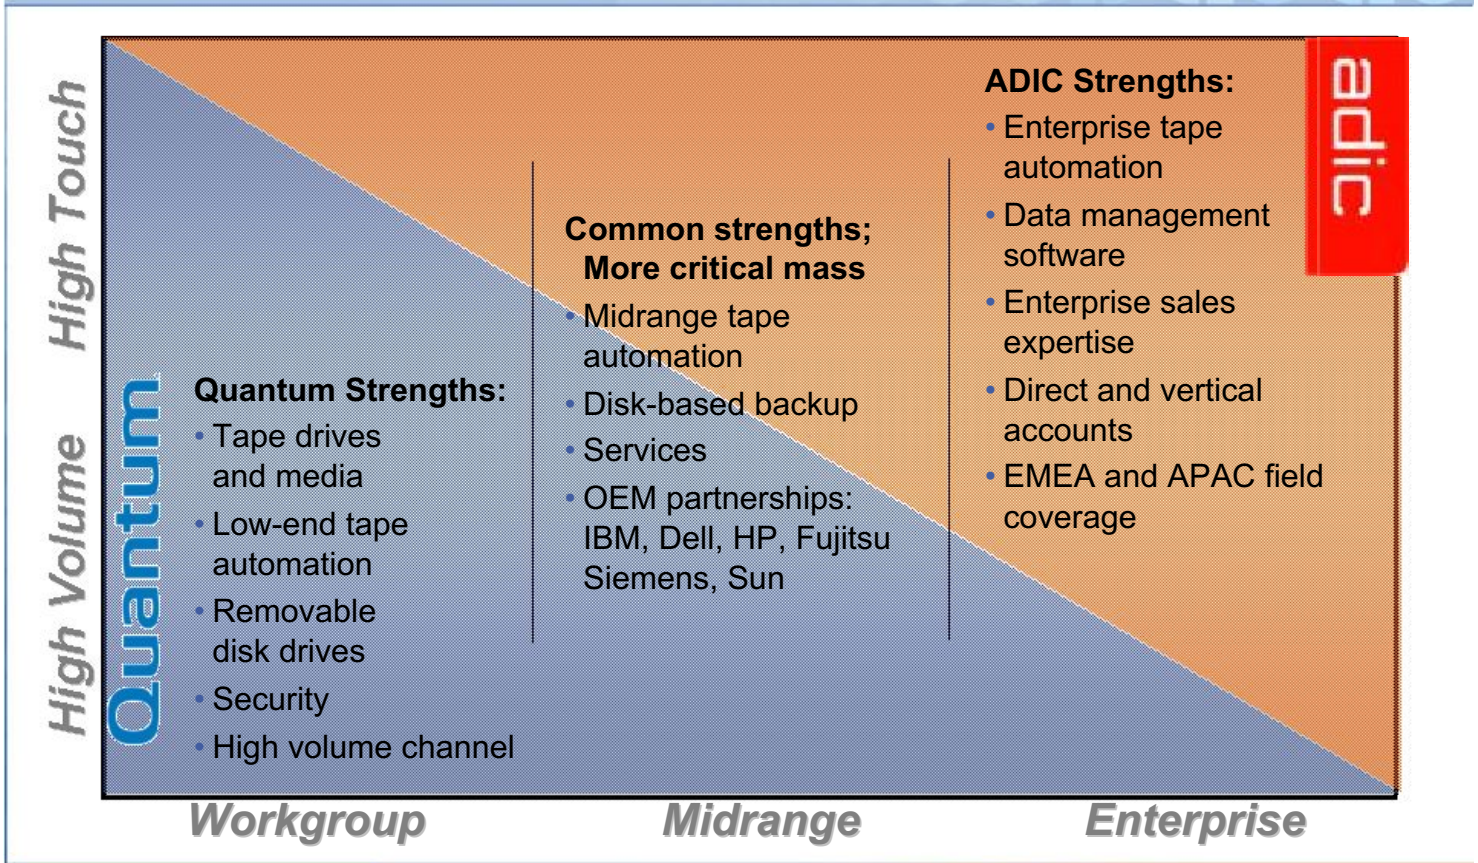 High Touch
High Volume
Quantum
Quantum Strengths:
• Tape drives
and media
• Low-end tape
automation
• Removable
disk drives
• Security
• High volume channel
Common strengths;
More critical mass
• Midrange tape
automation
• Disk-based backup
• Services
• OEM partnerships:
IBM, Dell, HP, Fujitsu
Siemens, Sun
ADIC Strengths:
• Enterprise tape
automation
• Data management
software
• Enterprise sales
expertise
• Direct and vertical
accounts
• EMEA and APAC field
coverage
adic
Workgroup
Midrange
Enterprise